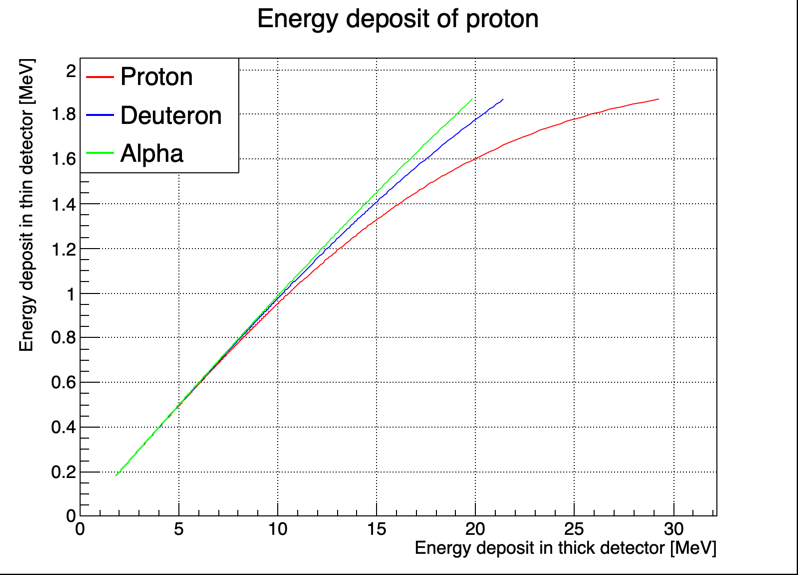 Energy deposit of proton
Energy deposit in thin detector [MeV]
Proton
Deuteron
Alpha
2
1.8
1.6
1.4
1.2
1
0.8
0.6
0.4
0.2
0
0 5 10 15 20 25 30
Energy deposit in thick detector [MeV]